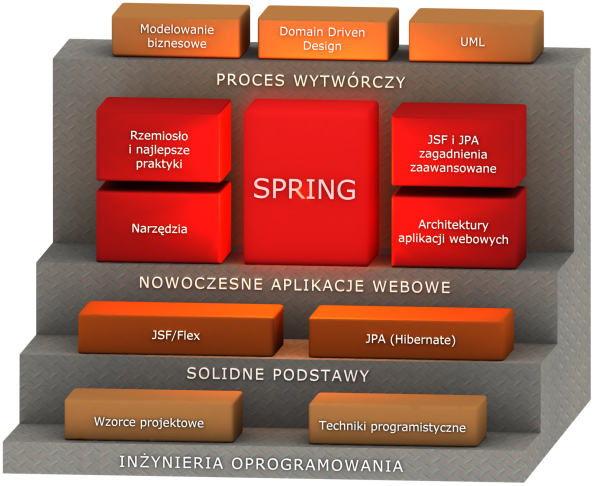 Modelowanie
biznesowe
Domain Driven
Design
UML
PROCES WYTWÓRCZY
Rzemiosło
i najlepsze
praktyki
SPRING
JSF i JPA
zagadnienia
zaawansowane
Narzędzia
Architektury
aplikacji webowych
NOWOCZESNE APLIKACJE WEBOWE
JSF/Flex
JPA (Hibernate)
SOLIDNE PODSTAWY
Wzorce projektowe
Techniki programistyczne
INŻYNIERIA OPROGRAMOWANIA